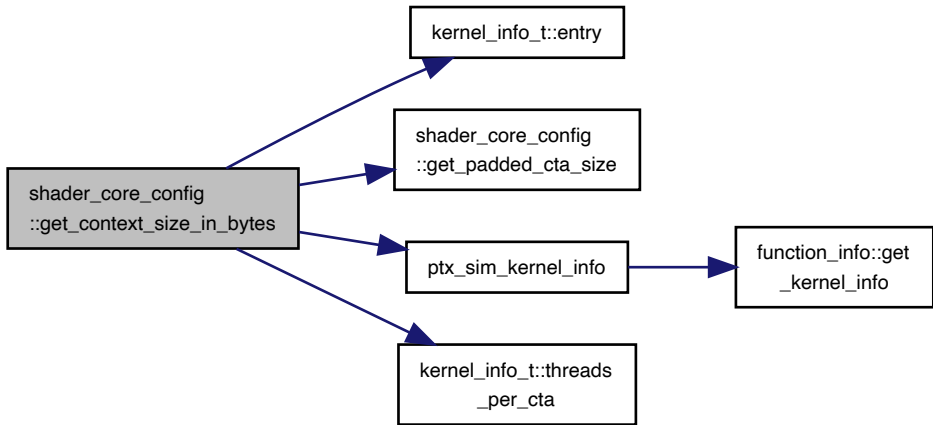 kernel_info_t::entry
shader_core_config
::get_padded_cta_size
shader_core_config
::get_context_size_in_bytes
ptx_sim_kernel_info
function_info::get
_kernel_info
kernel_info_t::threads
_per_cta